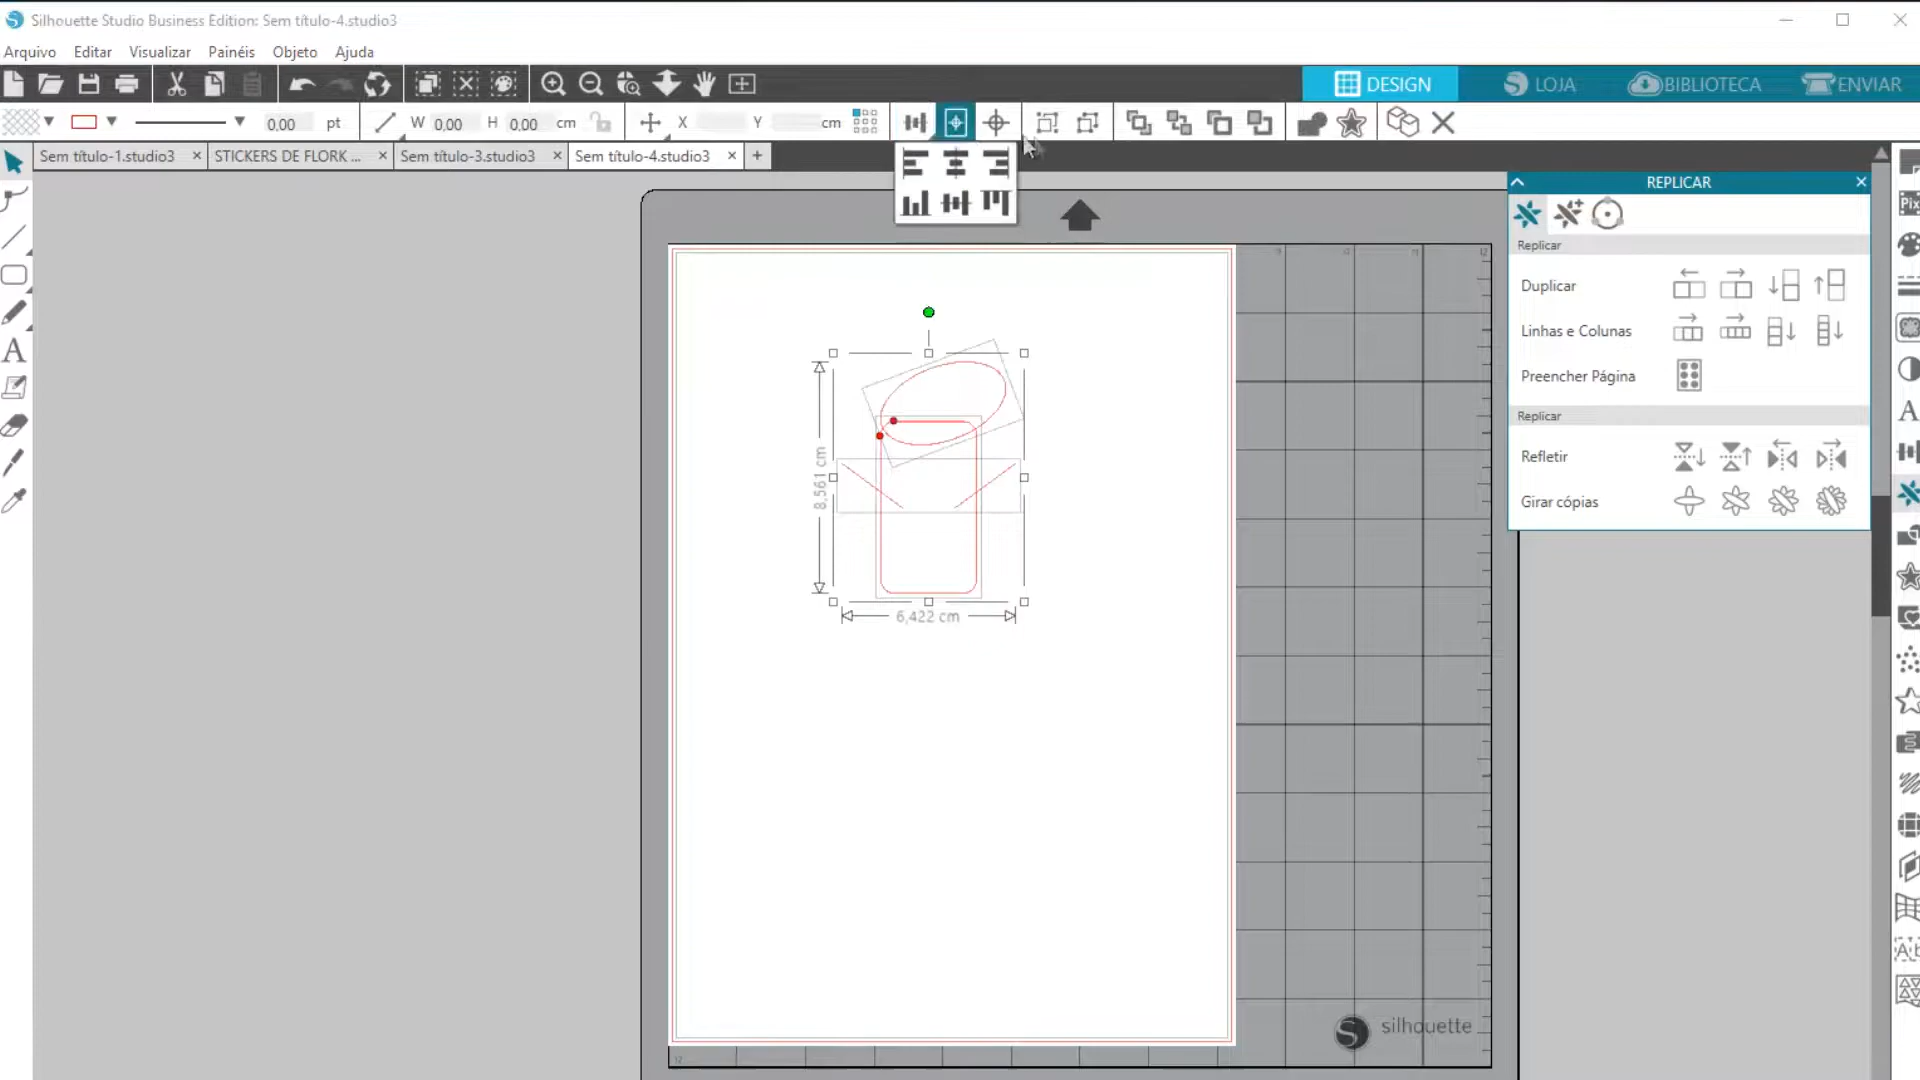 Silhouette Studio Business Edition: Sem título-4.studio3
Arquivo Editar Visualizar Painéis Objeto Ajuda
DESIGN LOJA BIBLIOTECA ENVIAR
0,00 pt W 0,00 H 0,00 cm X Y cm
Sem título-1.studio3 STICKERS DE FLORK ... Sem título-3.studio3 Sem título-4.studio3
REPLICAR
Pix
Replicar
Duplicar
Linhas e Colunas
Preencher Página
Replicar
Refletir
Girar cópias
8,561 cm
6,422 cm
silhouette
12